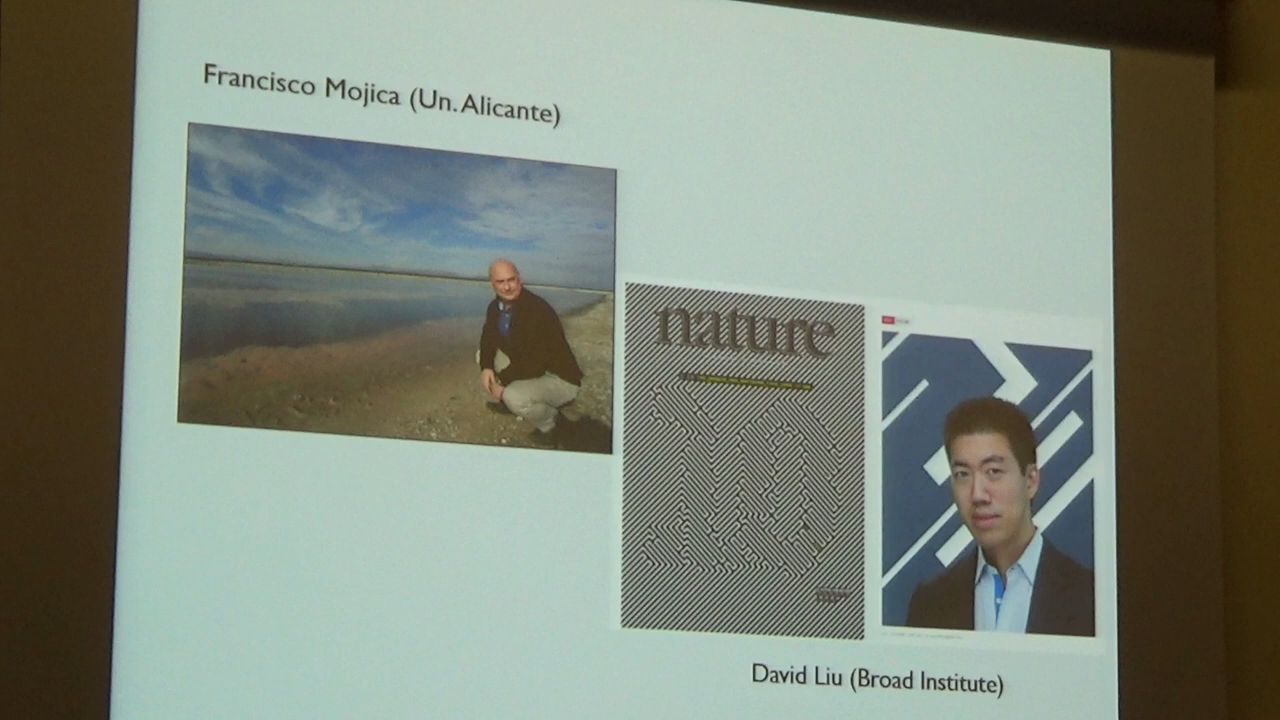 Francisco Mojica (Un. Alicante)
nature
David Liu (Broad Institute)